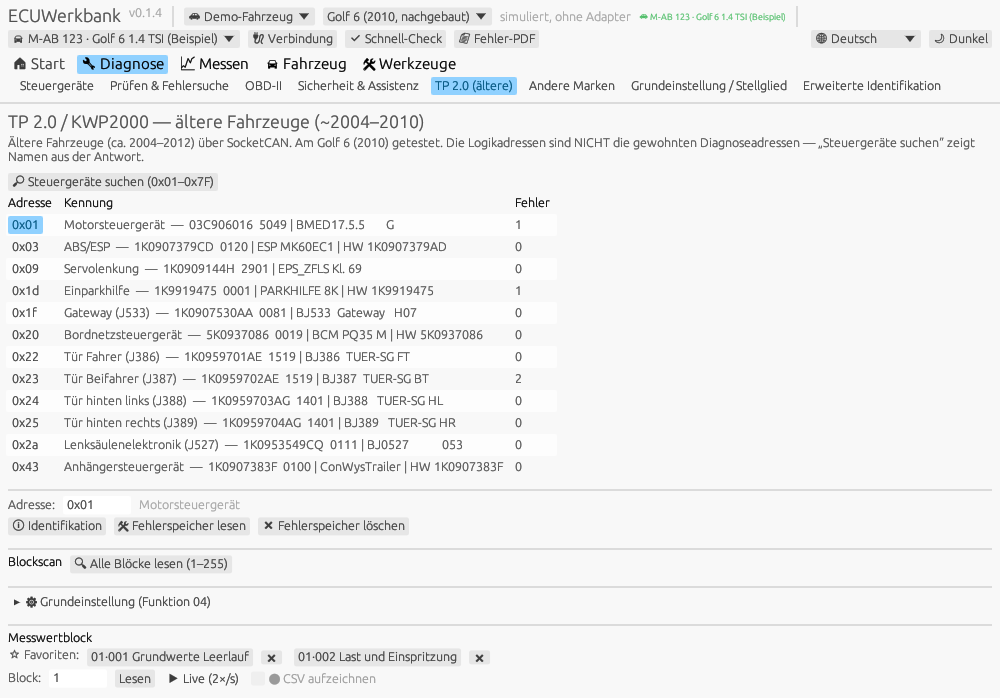 ECUWerkbank v0.1.4 Demo-Fahrzeug Golf 6 (2010, nachgebaut) simuliert, ohne Adapter M-AB 123 · Golf 6 1.4 TSI (Beispiel)
M-AB 123 · Golf 6 1.4 TSI (Beispiel) Verbindung Schnell-Check Fehler-PDF Deutsch Dunkel
Start Diagnose Messen Fahrzeug Werkzeuge
Steuergeräte Prüfen & Fehlersuche OBD-II Sicherheit & Assistenz TP 2.0 (ältere) Andere Marken Grundeinstellung / Stellglied Erweiterte Identifikation
TP 2.0 / KWP2000 — ältere Fahrzeuge (~2004–2010)
Ältere Fahrzeuge (ca. 2004–2012) über SocketCAN. Am Golf 6 (2010) getestet. Die Logikadressen sind NICHT die gewohnten Diagnoseadressen — „Steuergeräte suchen“ zeigt
Namen aus der Antwort.
Steuergeräte suchen (0x01–0x7F)
Adresse Kennung Fehler
0x01 Motorsteuergerät — 03C906016 5049 | BMED17.5.5 G 1
0x03 ABS/ESP — 1K0907379CD 0120 | ESP MK60EC1 | HW 1K0907379AD 0
0x09 Servolenkung — 1K0909144H 2901 | EPS_ZFLS Kl. 69 0
0x1d Einparkhilfe — 1K9919475 0001 | PARKHILFE 8K | HW 1K9919475 1
0x1f Gateway (J533) — 1K0907530AA 0081 | BJ533 Gateway H07 0
0x20 Bordnetzsteuergerät — 5K0937086 0019 | BCM PQ35 M | HW 5K0937086 0
0x22 Tür Fahrer (J386) — 1K0959701AE 1519 | BJ386 TUER-SG FT 0
0x23 Tür Beifahrer (J387) — 1K0959702AE 1519 | BJ387 TUER-SG BT 2
0x24 Tür hinten links (J388) — 1K0959703AG 1401 | BJ388 TUER-SG HL 0
0x25 Tür hinten rechts (J389) — 1K0959704AG 1401 | BJ389 TUER-SG HR 0
0x2a Lenksäulenelektronik (J527) — 1K0953549CQ 0111 | BJ0527 053 0
0x43 Anhängersteuergerät — 1K0907383F 0100 | ConWysTrailer | HW 1K0907383F 0
Adresse: 0x01 Motorsteuergerät
Identifikation Fehlerspeicher lesen Fehlerspeicher löschen
Blockscan Alle Blöcke lesen (1–255)
Grundeinstellung (Funktion 04)
Messwertblock
Favoriten: 01·001 Grundwerte Leerlauf × 01·002 Last und Einspritzung ×
Block: 1 Lesen Live (2×/s) CSV aufzeichnen